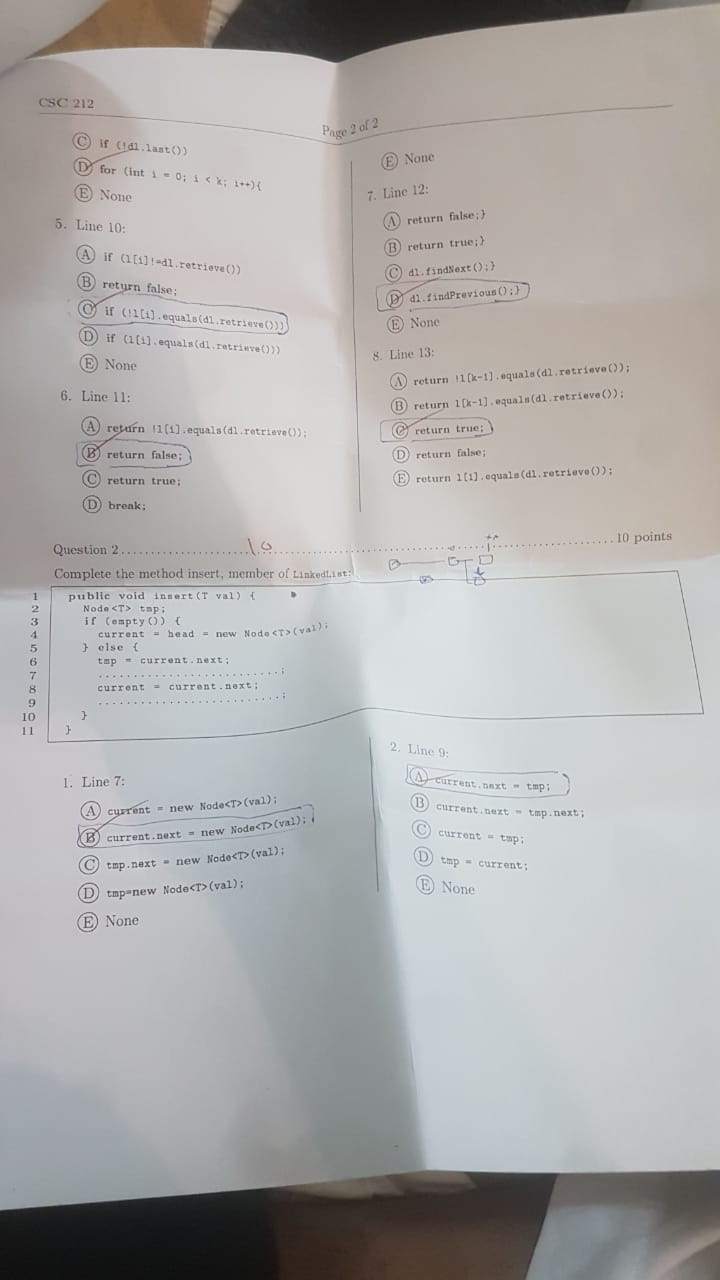 CSC 212
Page 2 of 2
C if (!dl.last())
D for (int i = 0; i < k; i++){
E None
5. Line 10:
A if (l[i]!=dl.retrieve())
B return false;
C if (!l[i].equals(dl.retrieve()))
D if (l[i].equals(dl.retrieve()))
E None
6. Line 11:
A return !l[i].equals(dl.retrieve());
B return false;
C return true;
D break;
E None
7. Line 12:
A return false;}
B return true;}
C dl.findNext();}
D dl.findPrevious();}
E None
8. Line 13:
A return !l[k-1].equals(dl.retrieve());
B return l[k-1].equals(dl.retrieve());
C return true;
D return false;
E return l[i].equals(dl.retrieve());
Question 2 .......... 10 .......... 10 points
Complete the method insert, member of LinkedList:
1 public void insert(T val) {
2 Node<T> tmp;
3 if (empty()) {
4 current = head = new Node<T>(val);
5 } else {
6 tmp = current.next;
7 ..........................;
8 current = current.next;
9 ..........................;
10 }
11 }
1. Line 7:
A current = new Node<T>(val);
B current.next = new Node<T>(val);
C tmp.next = new Node<T>(val);
D tmp=new Node<T>(val);
E None
2. Line 9:
A current.next = tmp;
B current.next = tmp.next;
C current = tmp;
D tmp = current;
E None